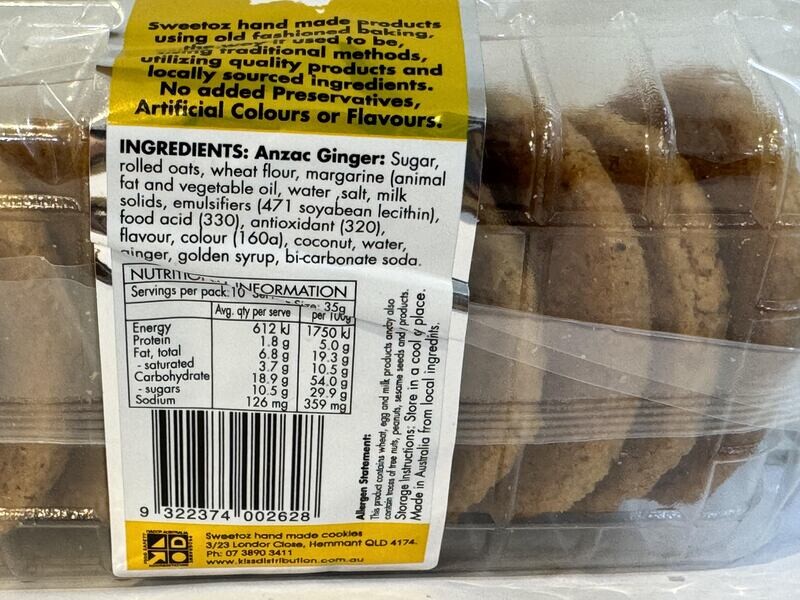 Sweetoz hand made products
using old fashioned baking,
the way it used to be,
using traditional methods,
utilizing quality products and
locally sourced ingredients.
No added Preservatives,
Artificial Colours or Flavours.
INGREDIENTS: Anzac Ginger: Sugar,
rolled oats, wheat flour, margarine (animal
fat and vegetable oil, water ,salt, milk
solids, emulsifiers (471 soyabean lecithin),
food acid (330), antioxidant (320),
flavour, colour (160a), coconut, water,
ginger, golden syrup, bi-carbonate soda.
NUTRITION INFORMATION
Servings per pack: 10 Size: 35g
Avg. qty per serve per 100g
Energy 612 kJ 1750 kJ
Protein 1.8 g 5.0 g
Fat, total 6.8 g 19.3 g
- saturated 3.7 g 10.5 g
Carbohydrate 18.9 g 54.0 g
- sugars 10.5 g 29.9 g
Sodium 126 mg 359 mg
Allergen Statement:
This product contains wheat, egg and milk products also
contain traces of tree nuts, peanuts, sesame seeds and products.
Storage Instructions: Store in a cool place.
Made in Australia from local
9 322374 002628
Sweetoz hand made cookies
3/23 Londor Close, Hemmant QLD 4174.
Ph: 07 3890 3411
www.kissdistribution.com.au